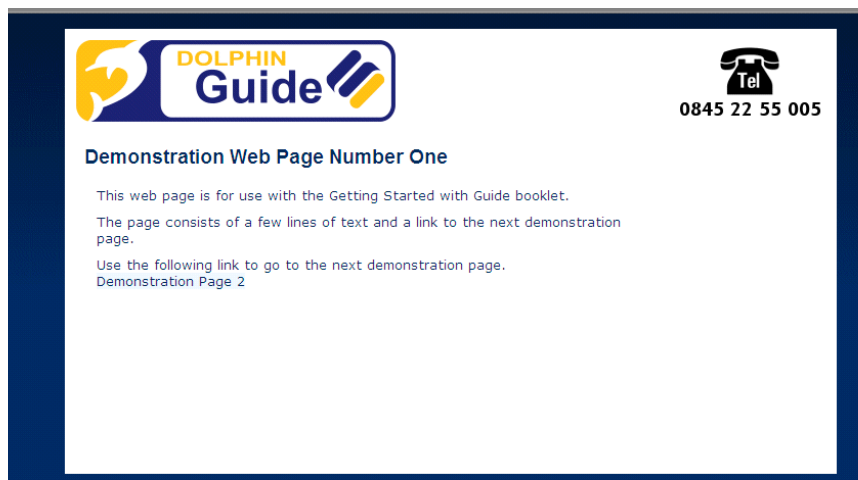 DOLPHIN
Guide
Tel
0845 22 55 005
Demonstration Web Page Number One
This web page is for use with the Getting Started with Guide booklet.
The page consists of a few lines of text and a link to the next demonstration
page.
Use the following link to go to the next demonstration page.
Demonstration Page 2